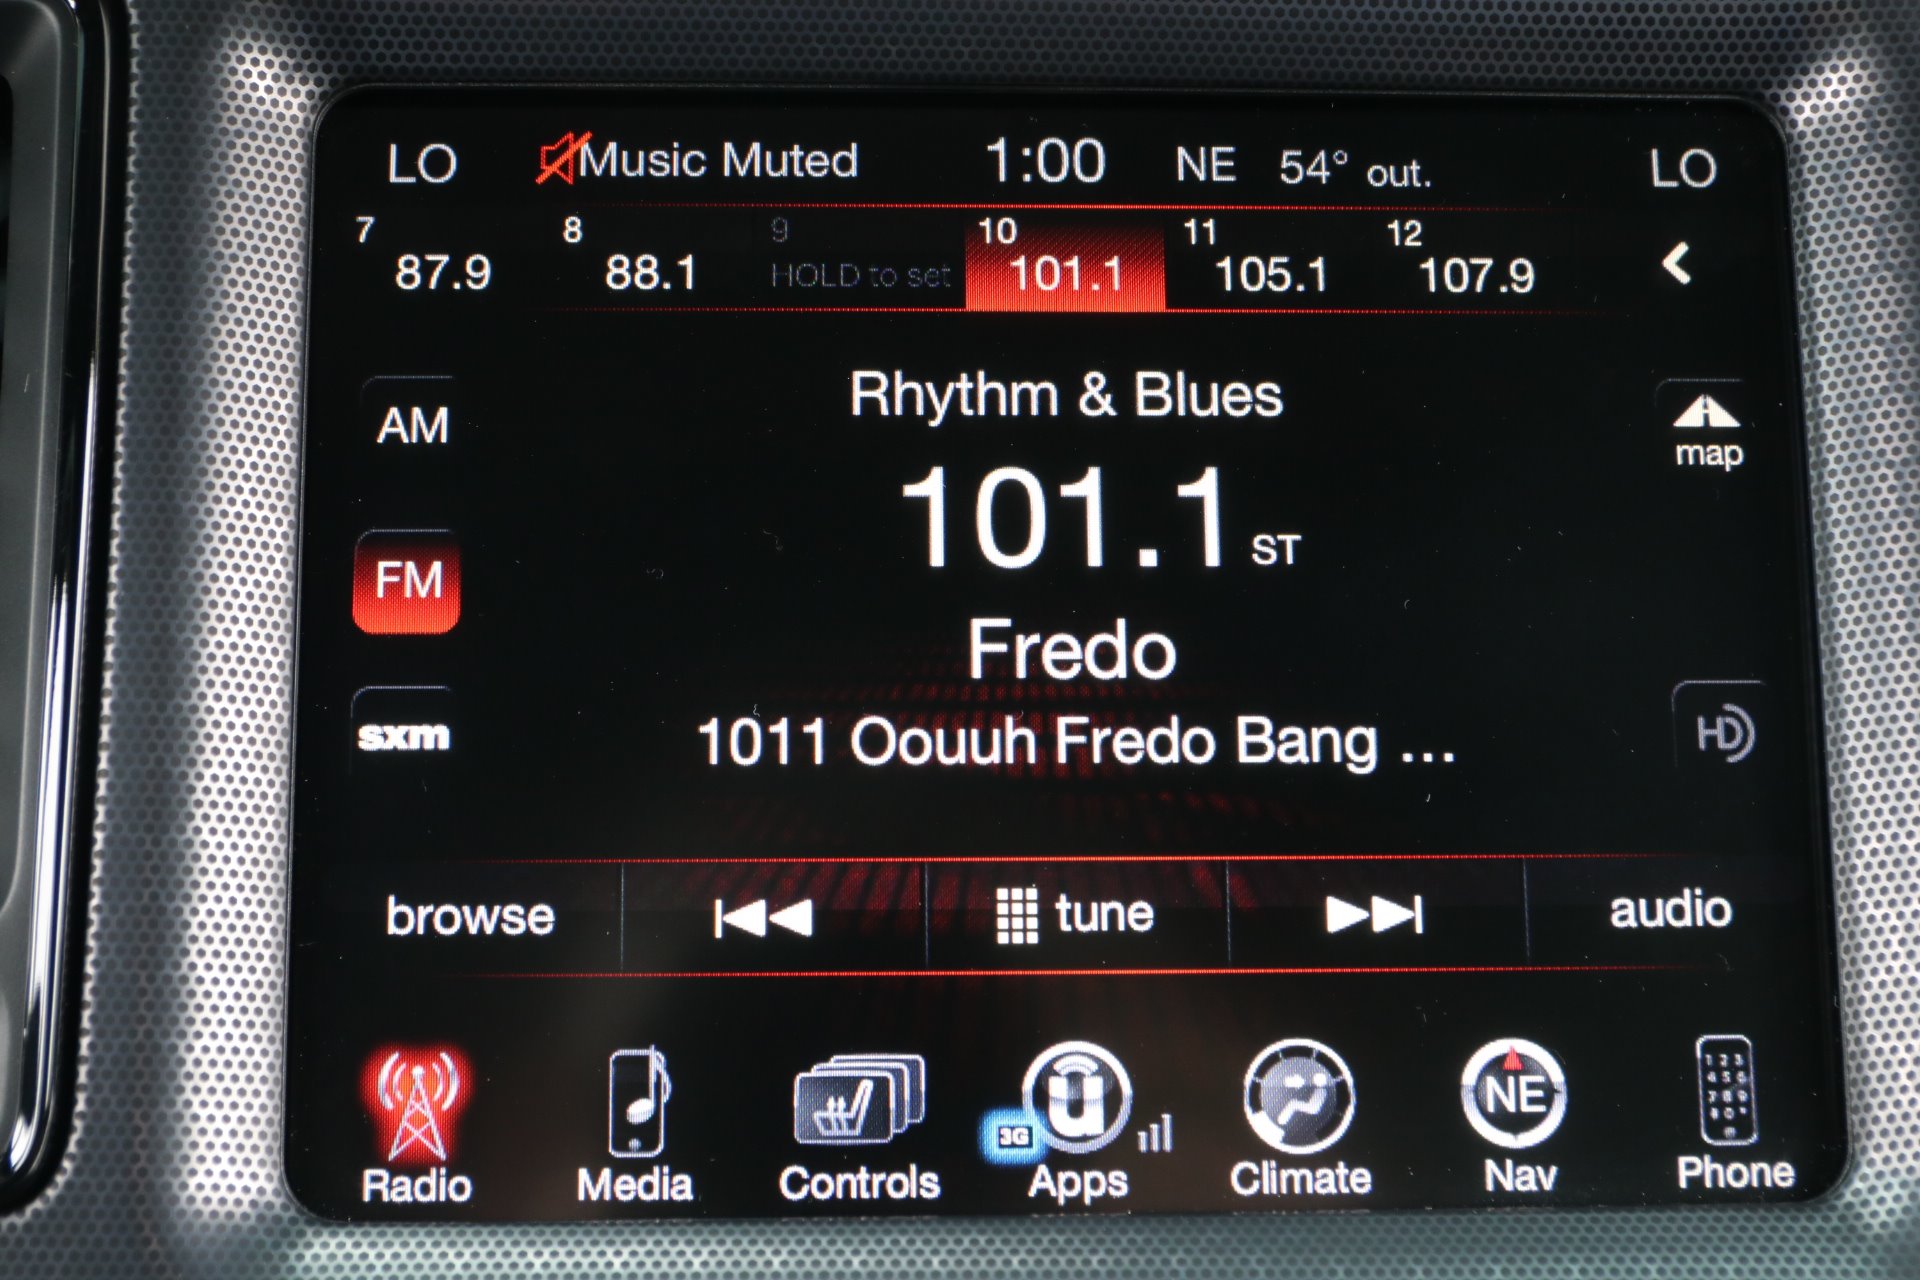 LO Music Muted 1:00 NE 54° out. LO
7 8 9 10 11 12
87.9 88.1 HOLD to set 101.1 105.1 107.9
Rhythm & Blues
AM
map
101.1 ST
FM
Fredo
sxm 1011 Oouuh Fredo Bang ... HD
browse tune audio
3G NE
Radio Media Controls Apps Climate Nav Phone